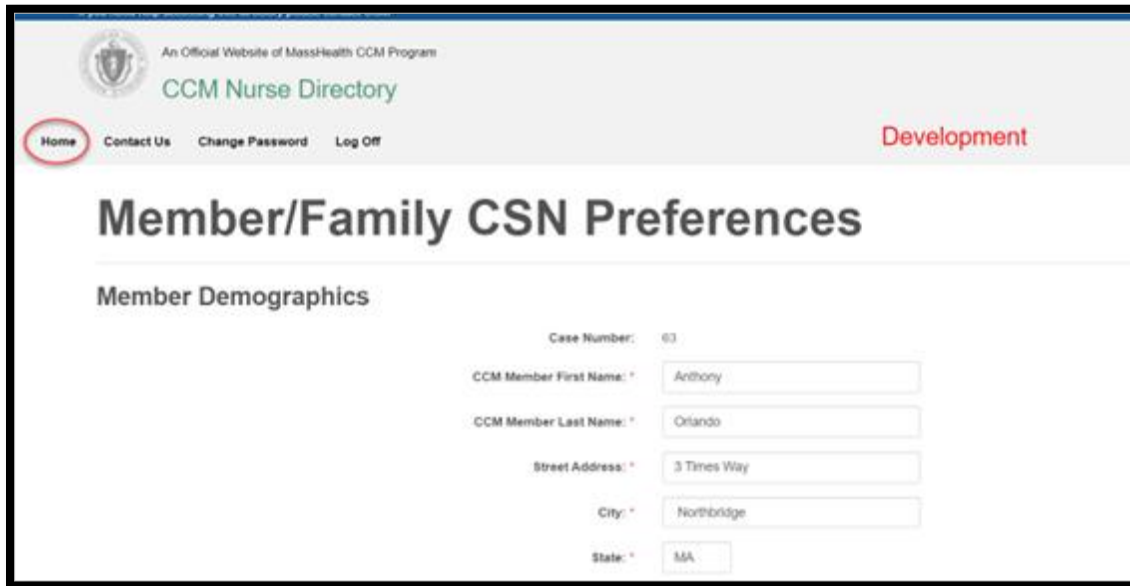 An Official Website of MassHealth CCM Program
CCM Nurse Directory
Home Contact Us Change Password Log Off
Development
Member/Family CSN Preferences
Member Demographics
Case Number: 63
CCM Member First Name: * Anthony
CCM Member Last Name: * Orlando
Street Address: * 3 Times Way
City: * Northbridge
State: * MA